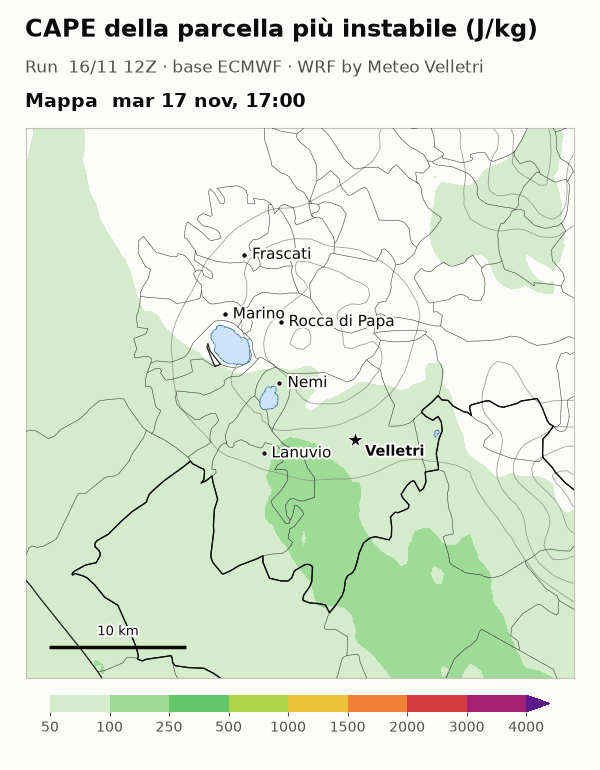 CAPE della parcella più instabile (J/kg)
Run  16/11 12Z · base ECMWF · WRF by Meteo Velletri
Mappa  mar 17 nov, 17:00
Frascati
Marino
Rocca di Papa
Nemi
Lanuvio
Velletri
10 km
50 100 250 500 1000 1500 2000 3000 4000